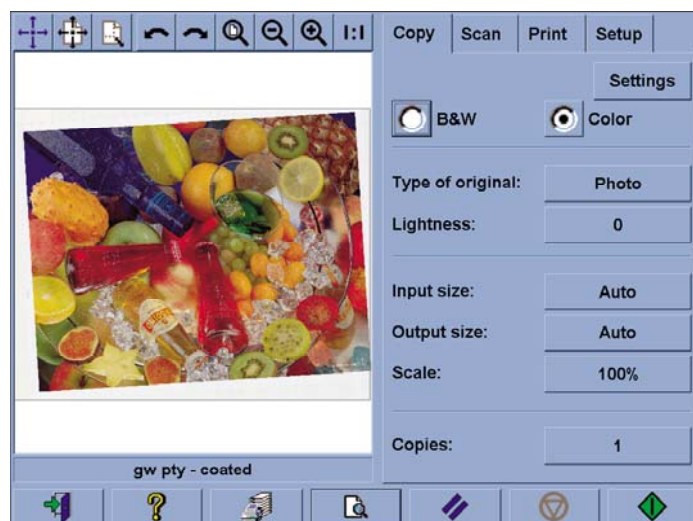 1:1
Copy Scan Print Setup
Settings
B&W Color
Type of original: Photo
Lightness: 0
Input size: Auto
Output size: Auto
Scale: 100%
Copies: 1
gw pty - coated
?